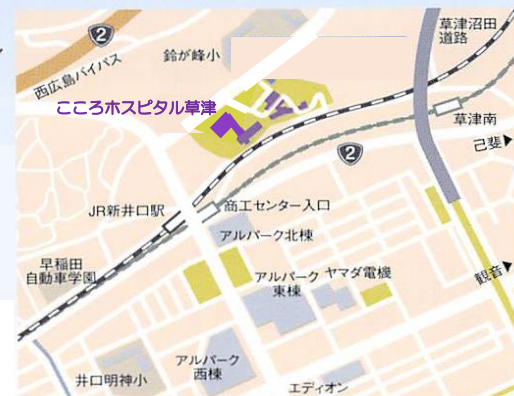 2
西広島バイパス
鈴が峰小
草津沼田
道路
こころホスピタル草津
草津南
己斐
2
JR新井口駅
商工センター入口
アルパーク北棟
早稲田
自動車学園
アルパーク
東棟
ヤマダ電機
観音
アルパーク
西棟
井口明神小
エディオン